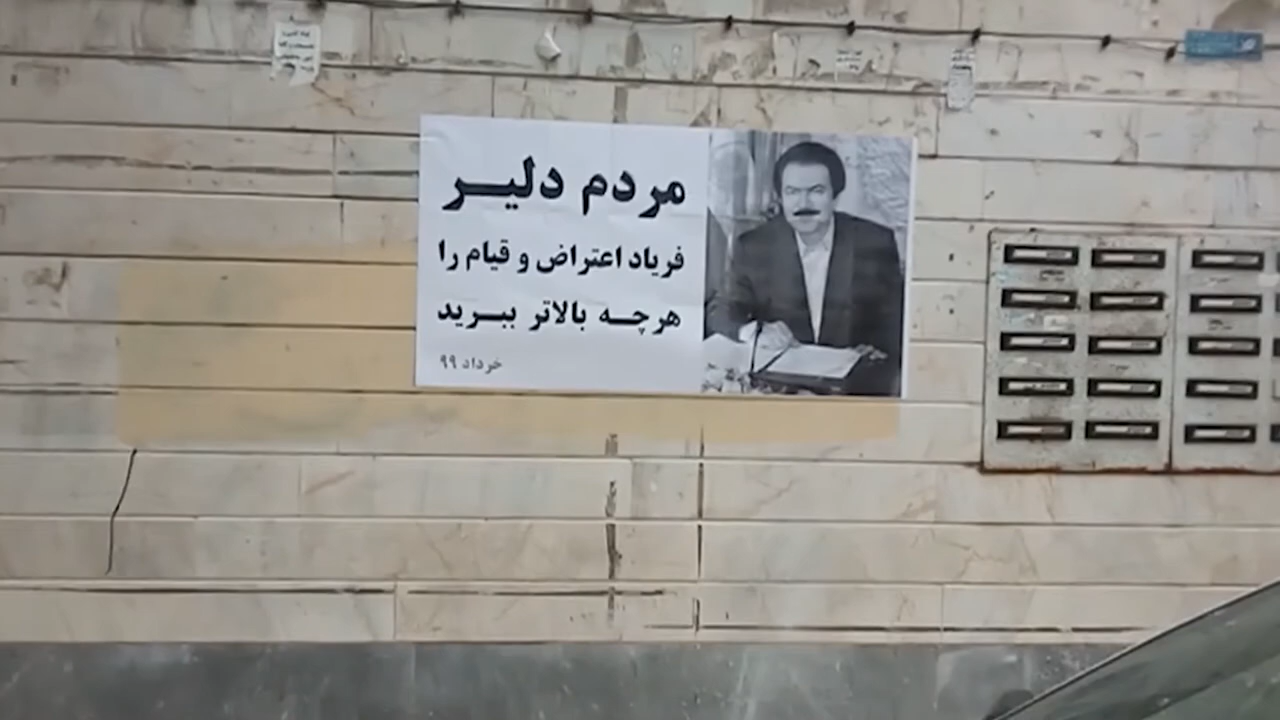 مردم دلیر
فریاد اعتراض و قیام را
هرچه بالاتر ببرید
خرداد ۹۹